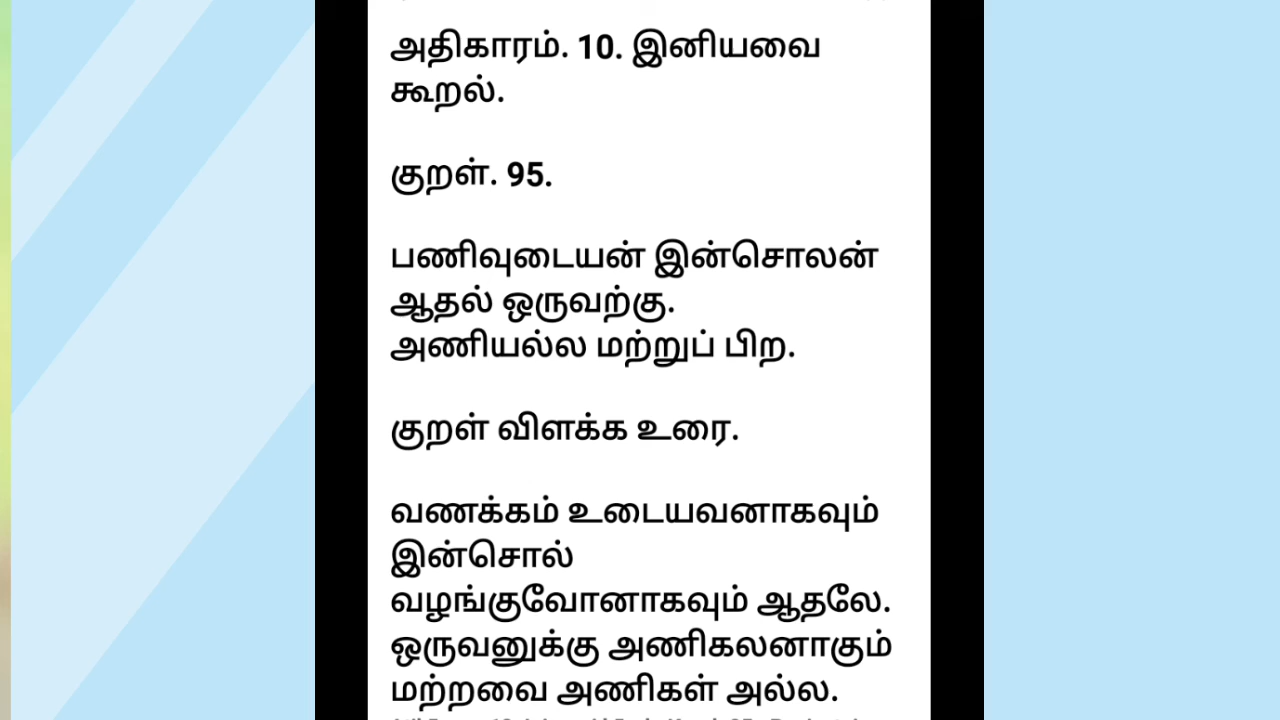 அதிகாரம். 10. இனியவை
கூறல்.
குறள். 95.
பணிவுடையன் இன்சொலன்
ஆதல் ஒருவற்கு.
அணியல்ல மற்றுப் பிற.
குறள் விளக்க உரை.
வணக்கம் உடையவனாகவும்
இன்சொல்
வழங்குவோனாகவும் ஆதலே.
ஒருவனுக்கு அணிகலனாகும்
மற்றவை அணிகள் அல்ல.